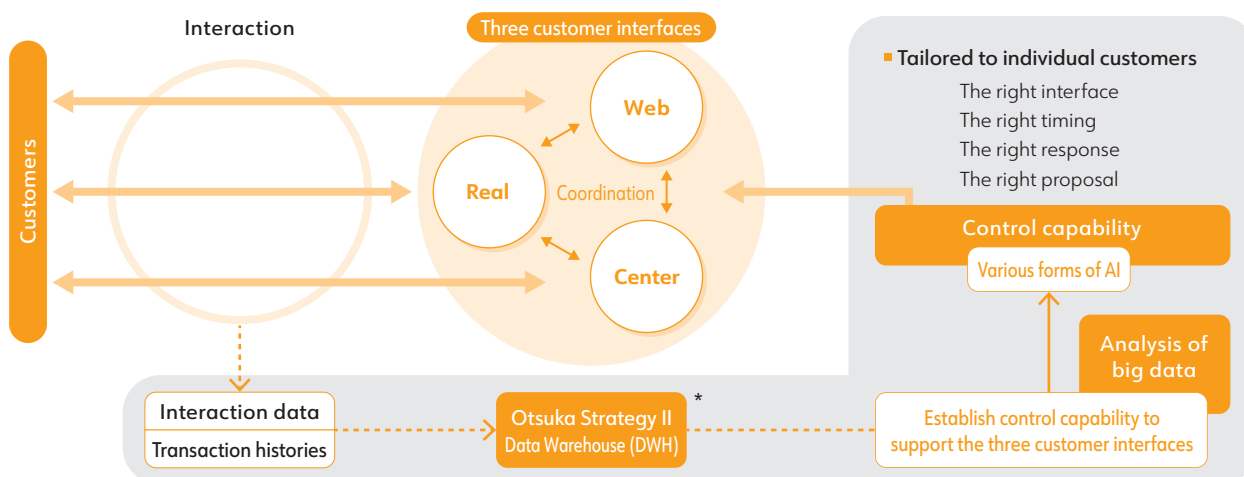 Interaction
Three customer interfaces
Customers
Web
Real
Coordination
Center
Tailored to individual customers
The right interface
The right timing
The right response
The right proposal
Control capability
Various forms of AI
Analysis of
big data
Interaction data
Transaction histories
Otsuka Strategy II
Data Warehouse (DWH)
*
Establish control capability to
support the three customer interfaces